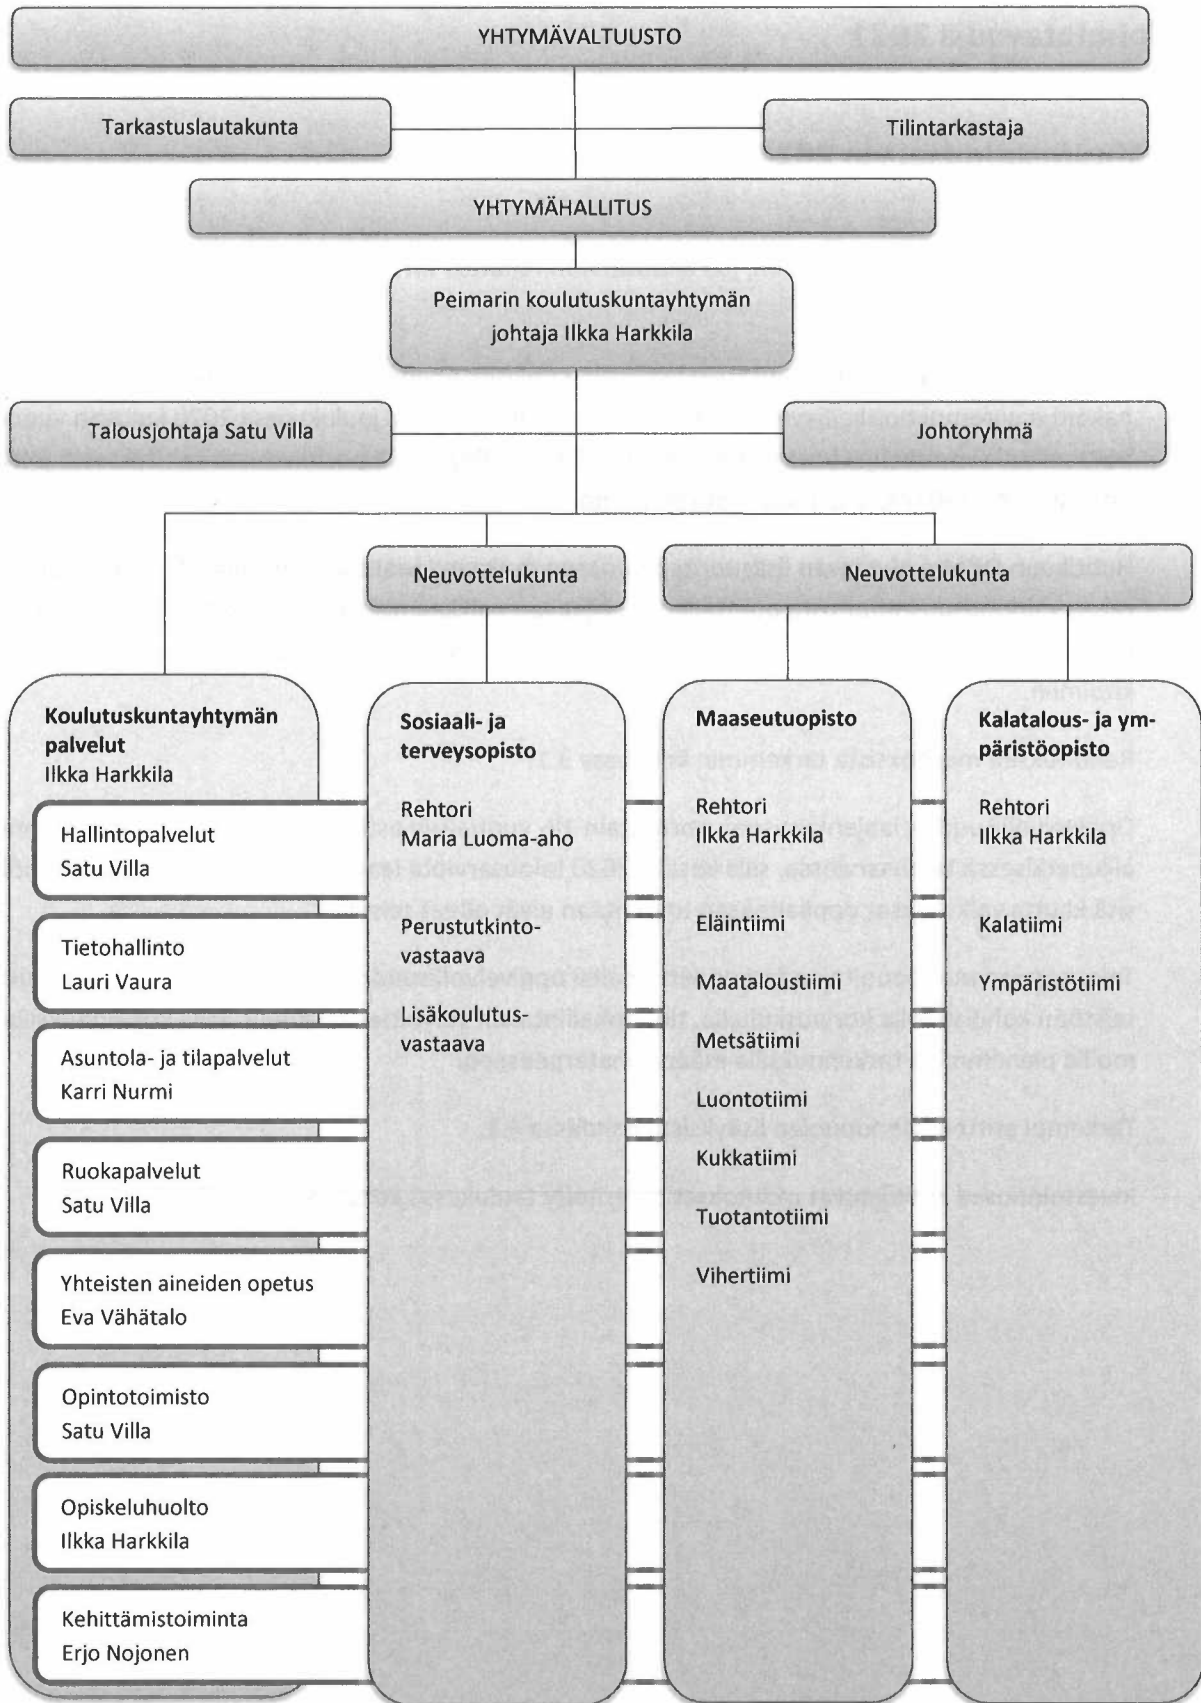 YHTYMÄVALTUUSTO
Tarkastuslautakunta
Tilintarkastaja
YHTYMÄHALLITUS
Peimarin koulutuskuntayhtymän
johtaja Ilkka Harkkila
Talousjohtaja Satu Villa
Johtoryhmä
Neuvottelukunta
Neuvottelukunta
Koulutuskuntayhtymän
palvelut
Ilkka Harkkila
Hallintopalvelut
Satu Villa
Tietohallinto
Lauri Vaura
Asuntola- ja tilapalvelut
Karri Nurmi
Ruokapalvelut
Satu Villa
Yhteisten aineiden opetus
Eva Vähätalo
Opintotoimisto
Satu Villa
Opiskeluhuolto
Ilkka Harkkila
Kehittämistoiminta
Erjo Nojonen
Sosiaali- ja
terveysopisto
Rehtori
Maria Luoma-aho
Perustutkinto-
vastaava
Lisäkoulutus-
vastaava
Maaseutuopisto
Rehtori
Ilkka Harkkila
Eläintiimi
Maataloustiimi
Metsätiimi
Luontotiimi
Kukkatiimi
Tuotantotiimi
Vihertiimi
Kalatalous- ja ym-
päristöopisto
Rehtori
Ilkka Harkkila
Kalatiimi
Ympäristötiimi